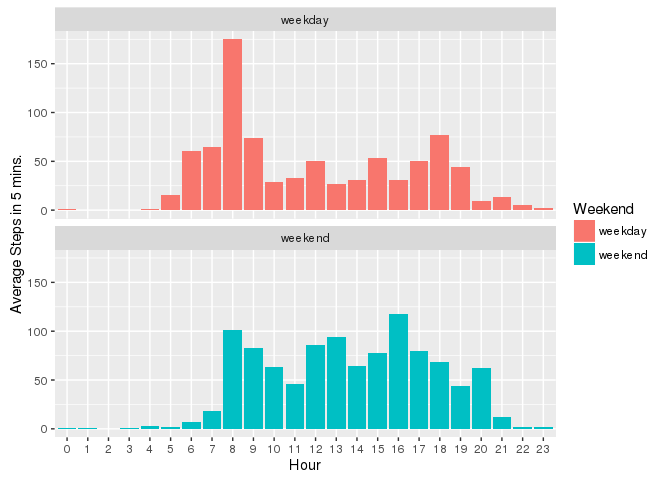 weekday
150
100
50
0
weekend
150
100
50
0
0 1 2 3 4 5 6 7 8 9 10 11 12 13 14 15 16 17 18 19 20 21 22 23
Hour
Average Steps in 5 mins.
Weekend
weekday
weekend